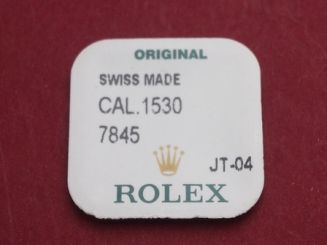 ORIGINAL
SWISS MADE
CAL.1530
7845
JT-04
ROLEX